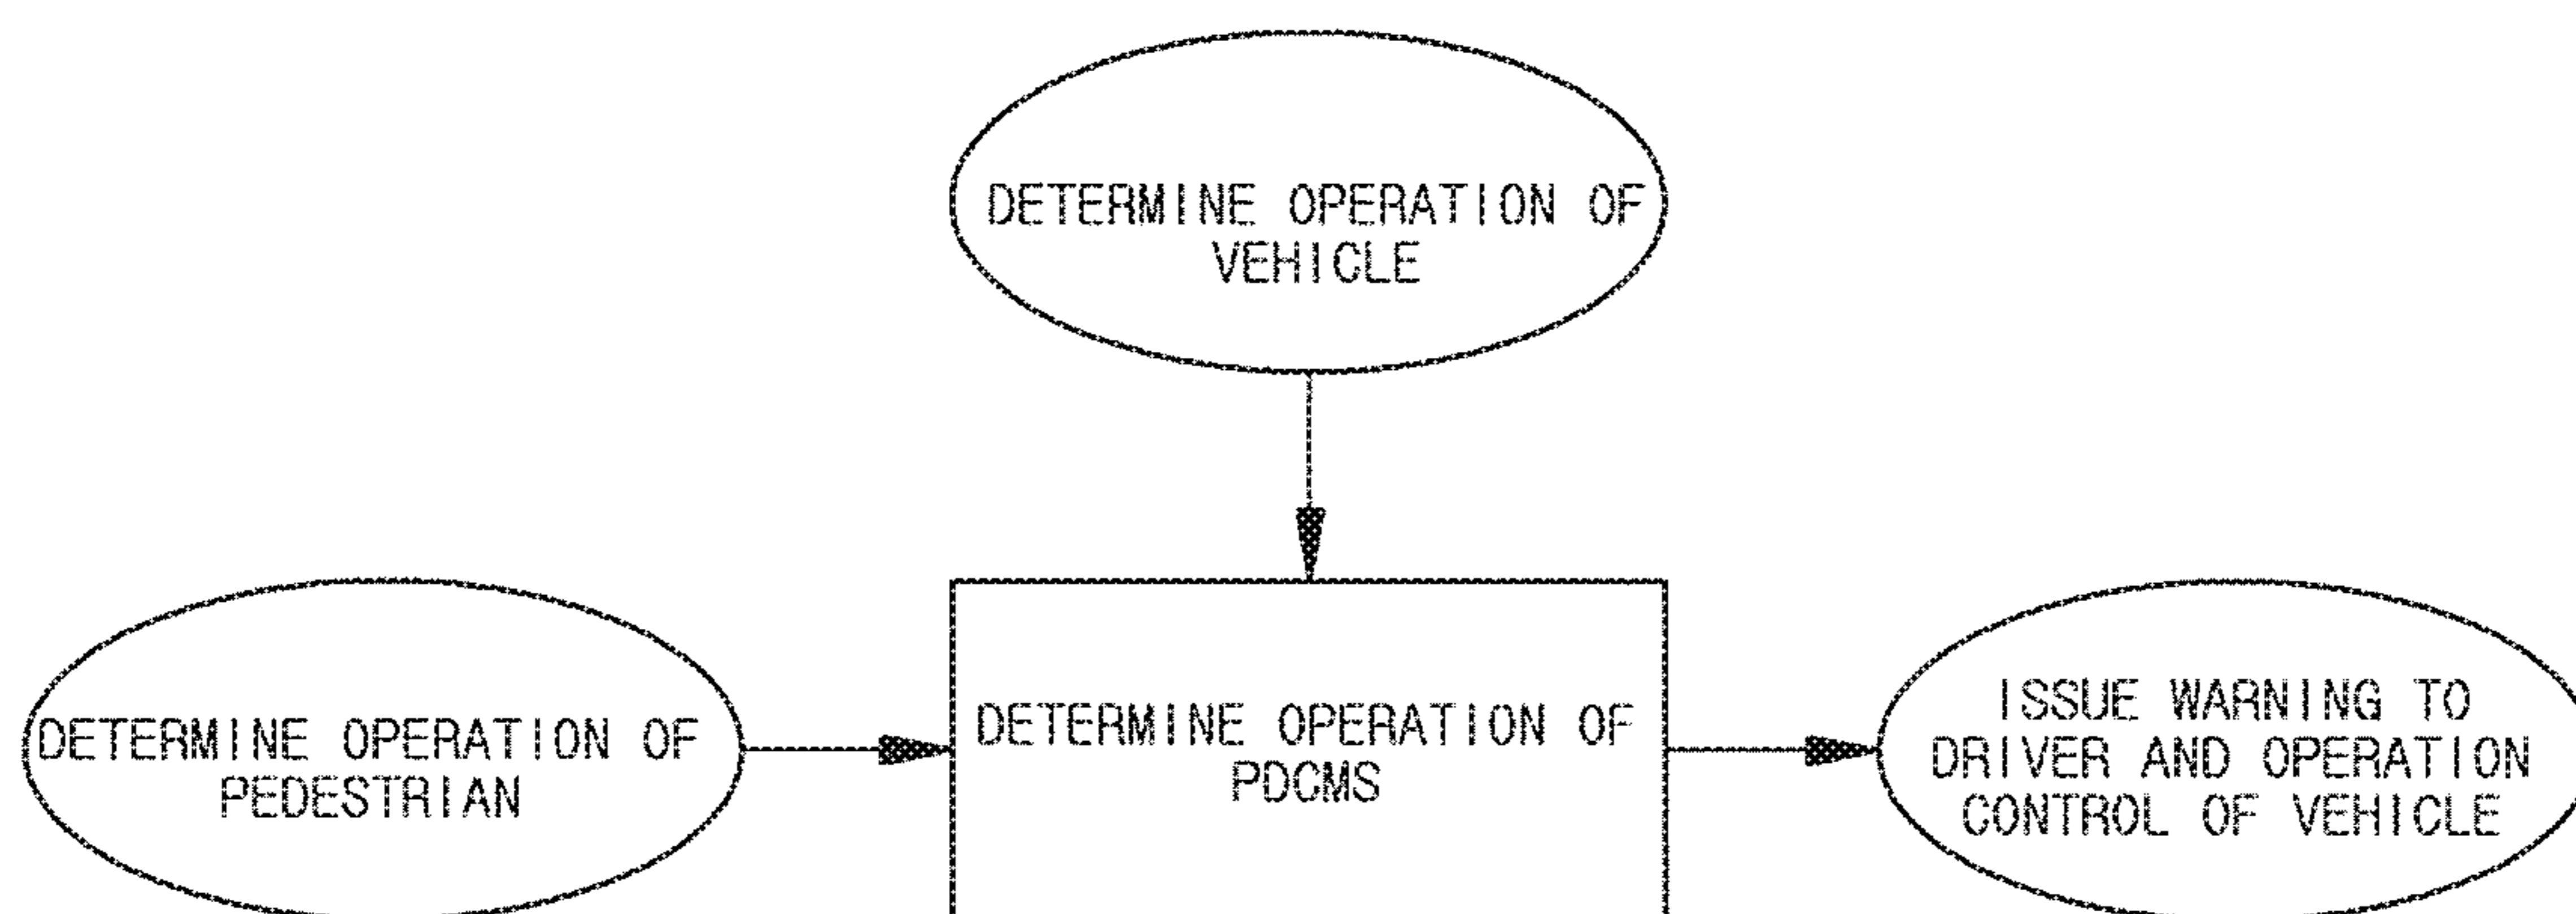 DETERMINE OPERATION OF
VEHICLE
DETERMINE OPERATION OF
PEDESTRIAN
DETERMINE OPERATION OF
PDCMS
ISSUE WARNING TO
DRIVER AND OPERATION
CONTROL OF VEHICLE